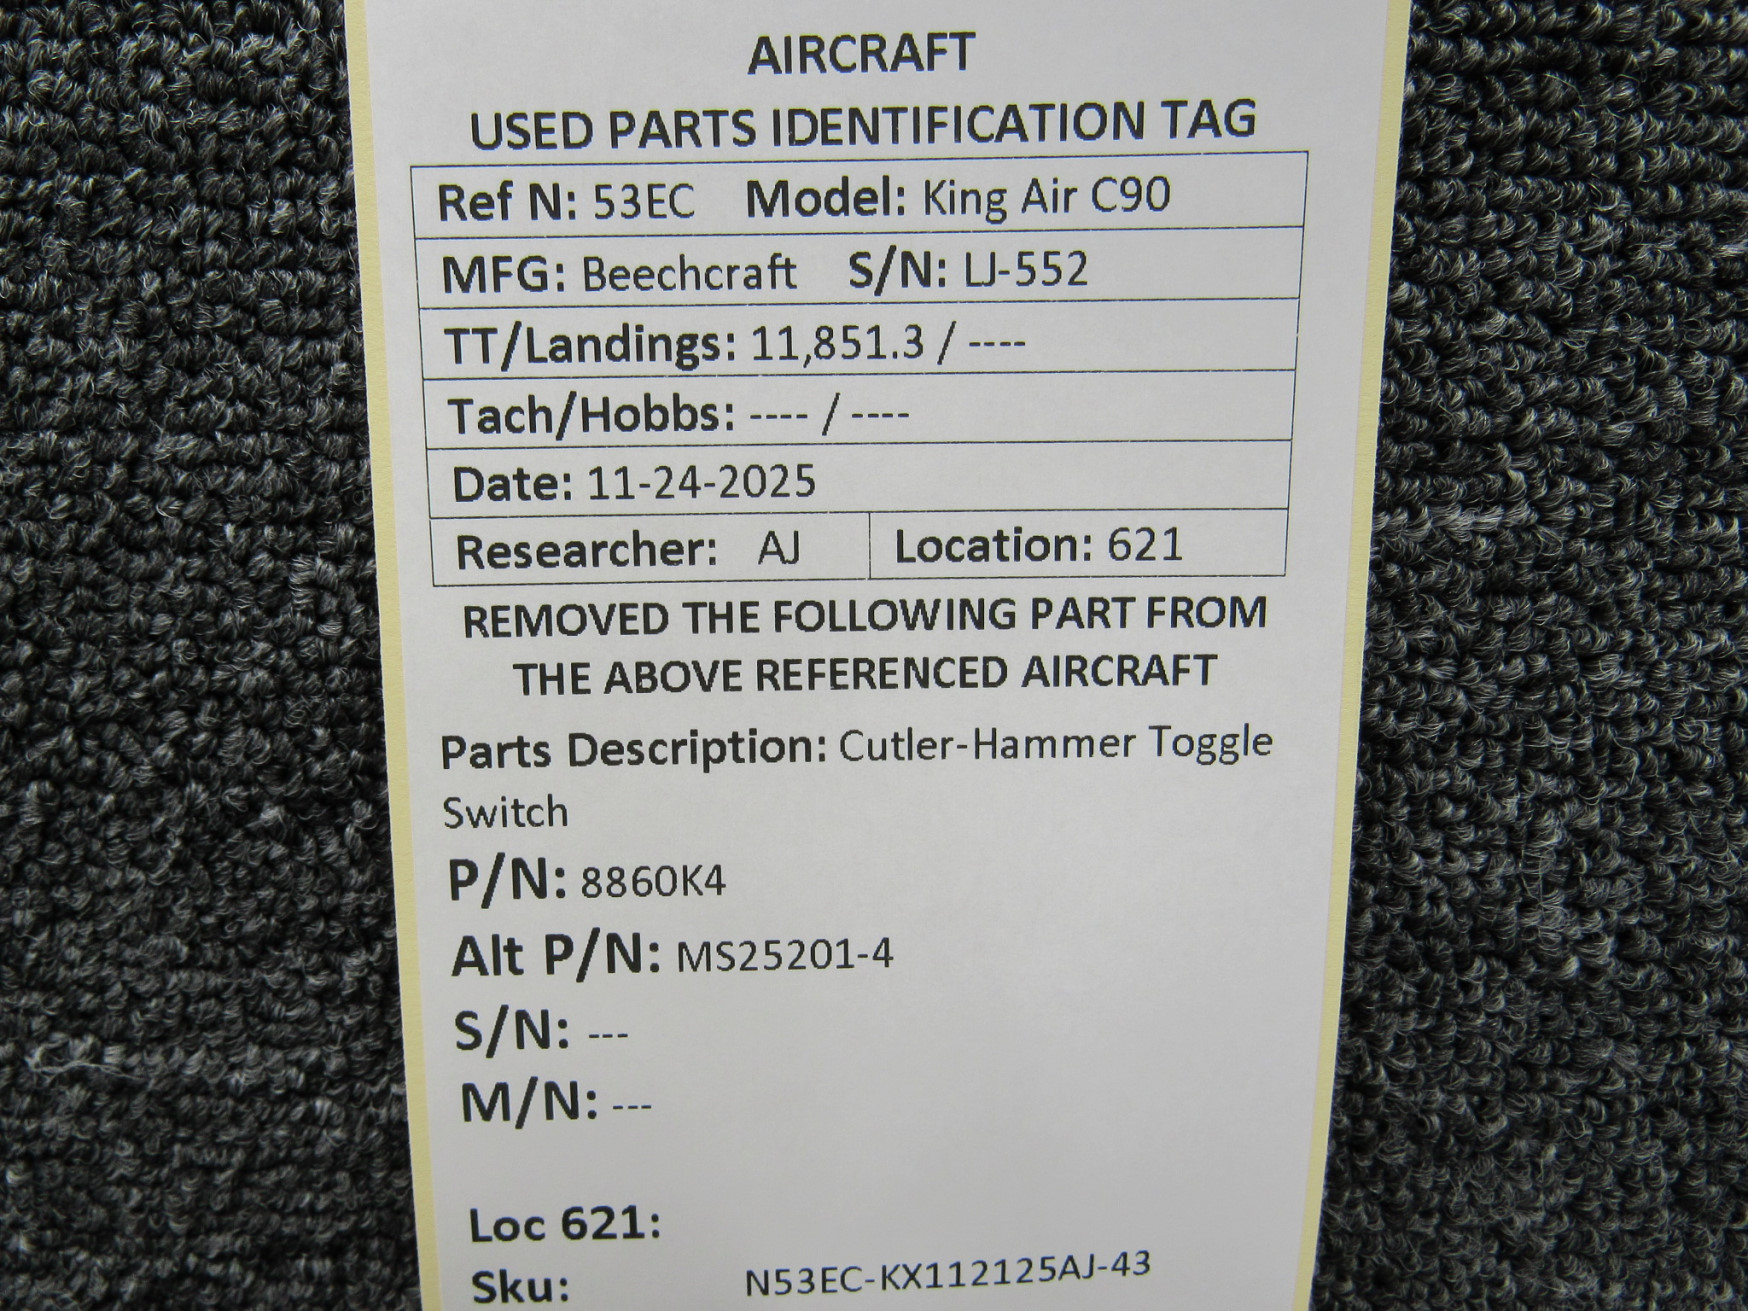 AIRCRAFT
USED PARTS IDENTIFICATION TAG
Ref N: 53EC Model: King Air C90
MFG: Beechcraft S/N: LJ-552
TT/Landings: 11,851.3 / ----
Tach/Hobbs: ---- / ----
Date: 11-24-2025
Researcher: AJ Location: 621
REMOVED THE FOLLOWING PART FROM
THE ABOVE REFERENCED AIRCRAFT
Parts Description: Cutler-Hammer Toggle
Switch
P/N: 8860K4
Alt P/N: MS25201-4
S/N: ---
M/N: ---
Loc 621:
Sku: N53EC-KX112125AJ-43